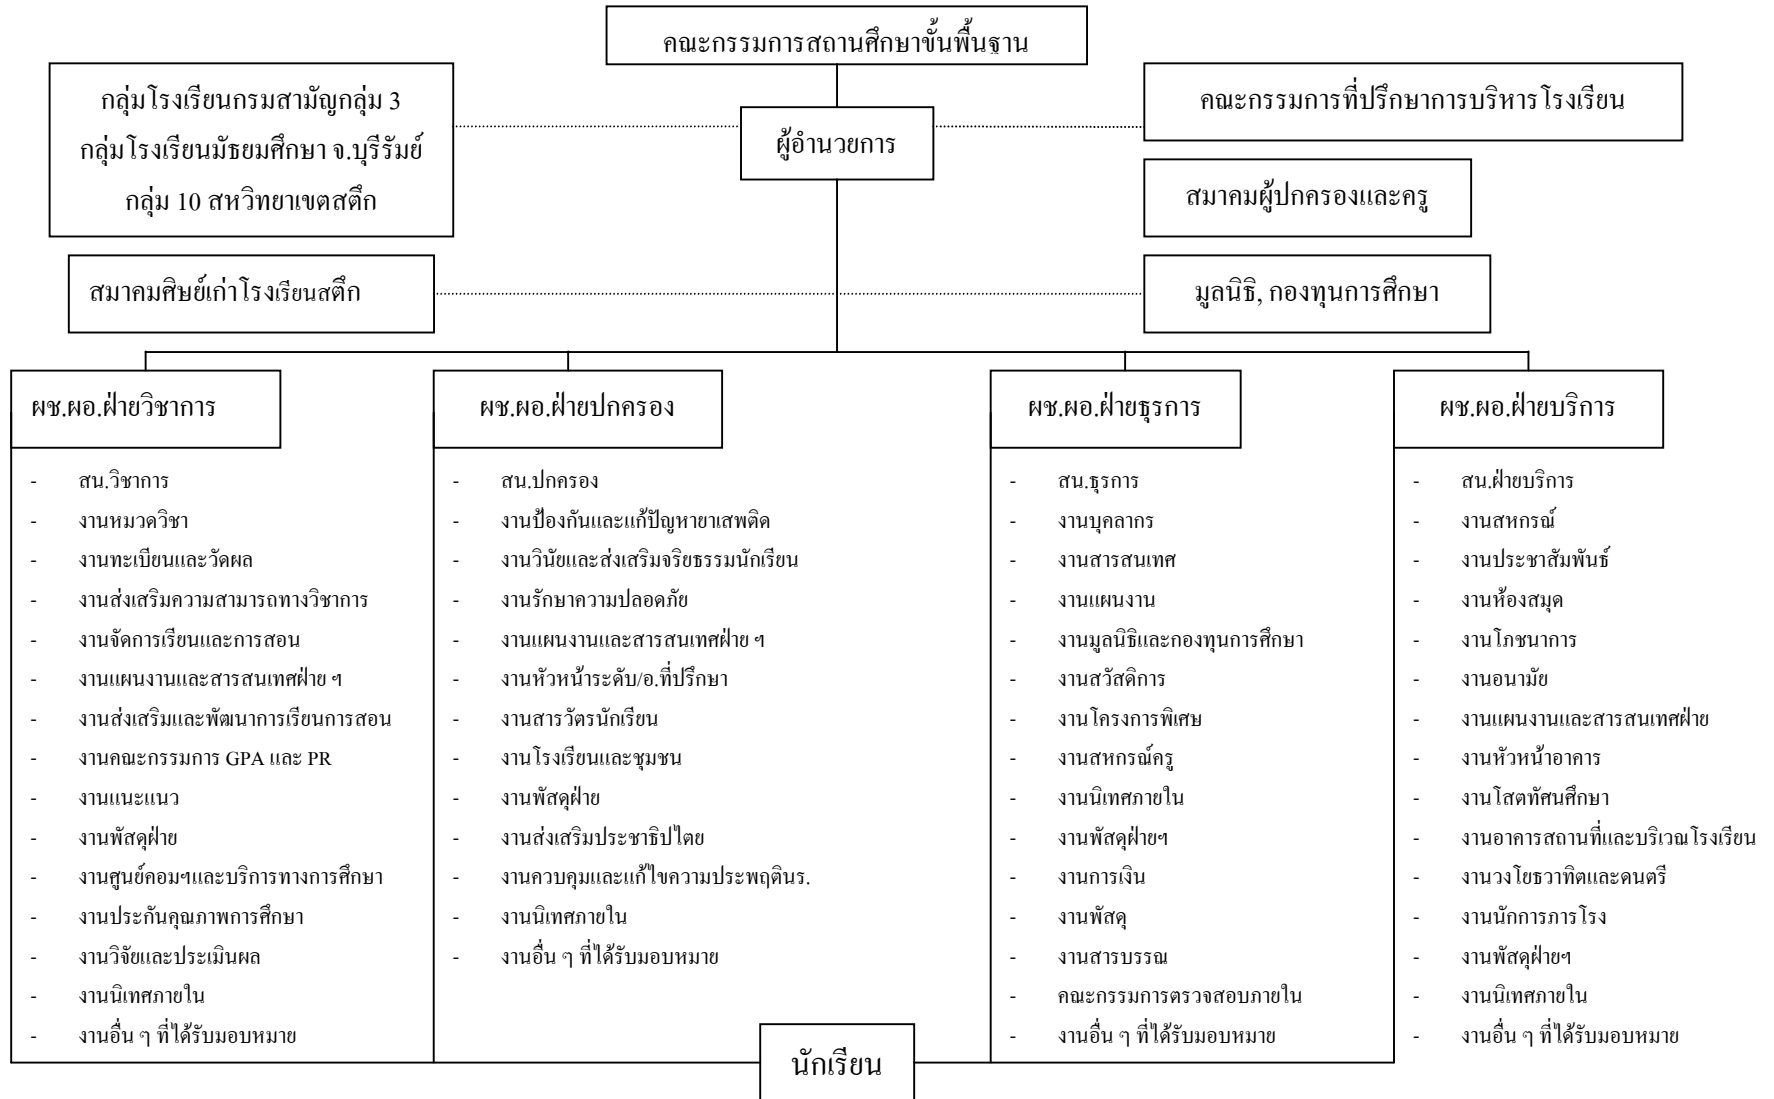 คณะกรรมการสถานศึกษาขั้นพื้นฐาน
กลุ่มโรงเรียนกรมสามัญกลุ่ม 3
กลุ่มโรงเรียนมัธยมศึกษา จ.บุรีรัมย์
กลุ่ม 10 สหวิทยาเขตสตึก
ผู้อำนวยการ
คณะกรรมการที่ปรึกษาการบริหารโรงเรียน
สมาคมผู้ปกครองและครู
สมาคมศิษย์เก่าโรงเรียนสตึก
มูลนิธิ, กองทุนการศึกษา
ผช.ผอ.ฝ่ายวิชาการ
- สน.วิชาการ
- งานหมวดวิชา
- งานทะเบียนและวัดผล
- งานส่งเสริมความสามารถทางวิชาการ
- งานจัดการเรียนและการสอน
- งานแผนงานและสารสนเทศฝ่าย ฯ
- งานส่งเสริมและพัฒนาการเรียนการสอน
- งานคณะกรรมการ GPA และ PR
- งานแนะแนว
- งานพัสดุฝ่าย
- งานศูนย์คอมฯและบริการทางการศึกษา
- งานประกันคุณภาพการศึกษา
- งานวิจัยและประเมินผล
- งานนิเทศภายใน
- งานอื่น ๆ ที่ได้รับมอบหมาย
ผช.ผอ.ฝ่ายปกครอง
- สน.ปกครอง
- งานป้องกันและแก้ปัญหายาเสพติด
- งานวินัยและส่งเสริมจริยธรรมนักเรียน
- งานรักษาความปลอดภัย
- งานแผนงานและสารสนเทศฝ่าย ฯ
- งานหัวหน้าระดับ/อ.ที่ปรึกษา
- งานสารวัตรนักเรียน
- งานโรงเรียนและชุมชน
- งานพัสดุฝ่าย
- งานส่งเสริมประชาธิปไตย
- งานควบคุมและแก้ไขความประพฤตินร.
- งานนิเทศภายใน
- งานอื่น ๆ ที่ได้รับมอบหมาย
ผช.ผอ.ฝ่ายธุรการ
- สน.ธุรการ
- งานบุคลากร
- งานสารสนเทศ
- งานแผนงาน
- งานมูลนิธิและกองทุนการศึกษา
- งานสวัสดิการ
- งานโครงการพิเศษ
- งานสหกรณ์ครู
- งานนิเทศภายใน
- งานพัสดุฝ่ายฯ
- งานการเงิน
- งานพัสดุ
- งานสารบรรณ
- คณะกรรมการตรวจสอบภายใน
- งานอื่น ๆ ที่ได้รับมอบหมาย
ผช.ผอ.ฝ่ายบริการ
- สน.ฝ่ายบริการ
- งานสหกรณ์
- งานประชาสัมพันธ์
- งานห้องสมุด
- งานโภชนาการ
- งานอนามัย
- งานแผนงานและสารสนเทศฝ่าย
- งานหัวหน้าอาคาร
- งานโสตทัศนศึกษา
- งานอาคารสถานที่และบริเวณโรงเรียน
- งานวงโยธวาทิตและดนตรี
- งานนักการภารโรง
- งานพัสดุฝ่ายฯ
- งานนิเทศภายใน
- งานอื่น ๆ ที่ได้รับมอบหมาย
นักเรียน